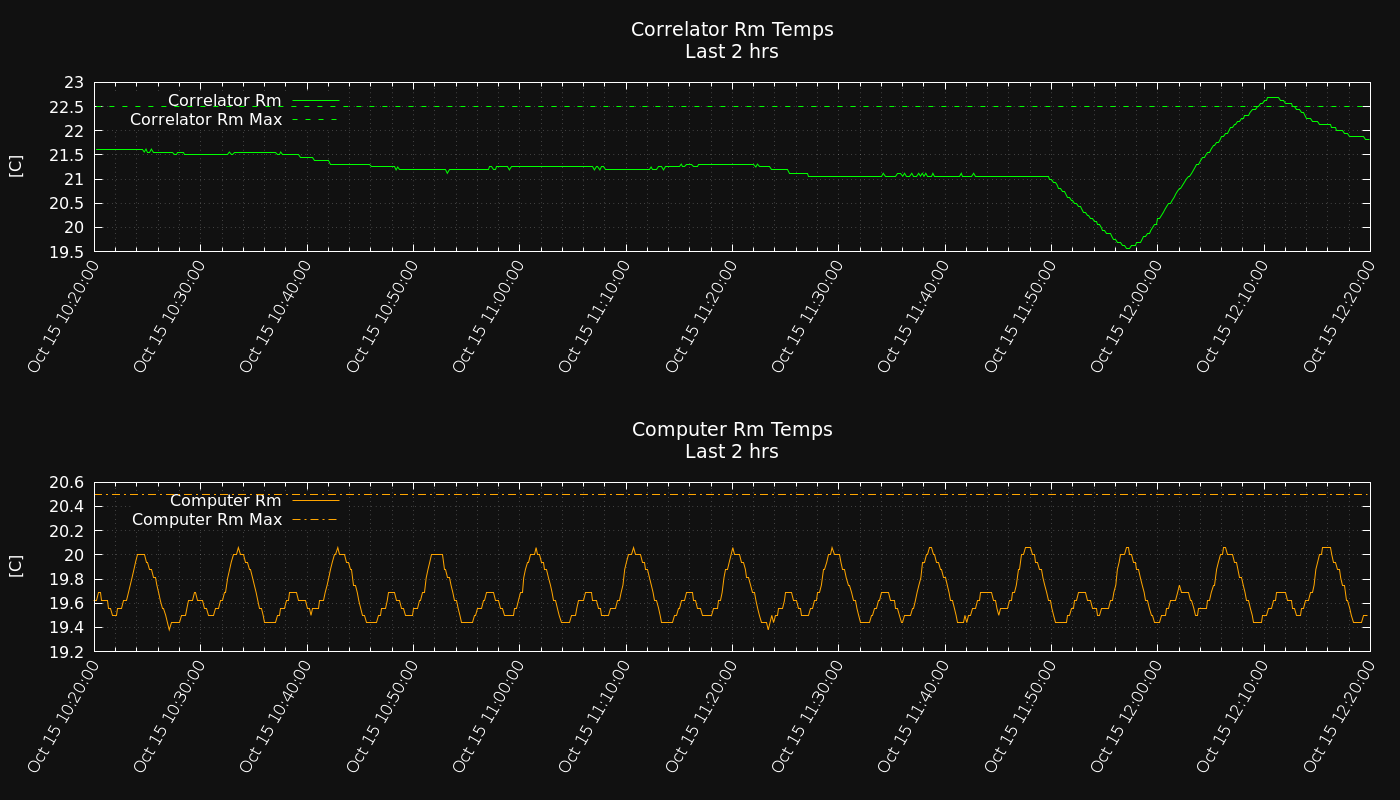 Correlator Rm Temps
Last 2 hrs
23
22.5
22
21.5
21
20.5
20
19.5
[C]
Correlator Rm
Correlator Rm Max
Oct 15 10:20:00
Oct 15 10:30:00
Oct 15 10:40:00
Oct 15 10:50:00
Oct 15 11:00:00
Oct 15 11:10:00
Oct 15 11:20:00
Oct 15 11:30:00
Oct 15 11:40:00
Oct 15 11:50:00
Oct 15 12:00:00
Oct 15 12:10:00
Oct 15 12:20:00
Computer Rm Temps
Last 2 hrs
20.6
20.4
20.2
20
19.8
19.6
19.4
19.2
[C]
Computer Rm
Computer Rm Max
Oct 15 10:20:00
Oct 15 10:30:00
Oct 15 10:40:00
Oct 15 10:50:00
Oct 15 11:00:00
Oct 15 11:10:00
Oct 15 11:20:00
Oct 15 11:30:00
Oct 15 11:40:00
Oct 15 11:50:00
Oct 15 12:00:00
Oct 15 12:10:00
Oct 15 12:20:00